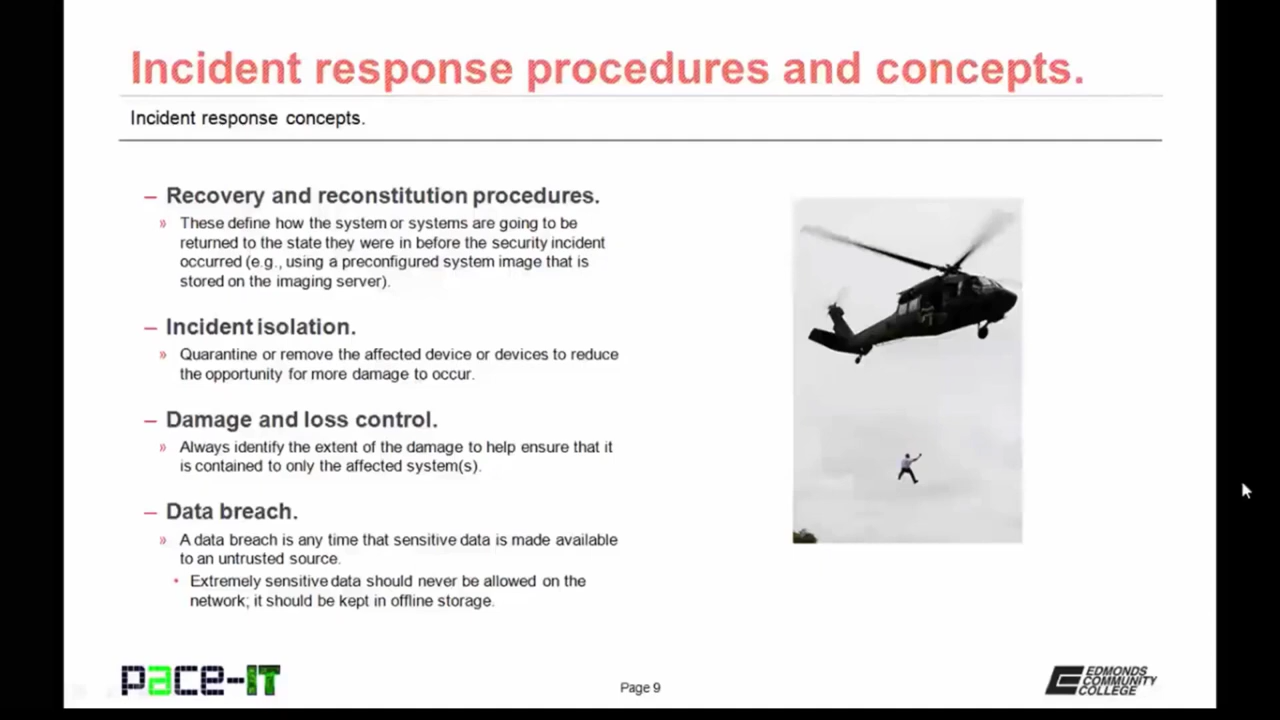 Incident response procedures and concepts.
Incident response concepts.
– Recovery and reconstitution procedures.
» These define how the system or systems are going to be
returned to the state they were in before the security incident
occurred (e.g., using a preconfigured system image that is
stored on the imaging server).
– Incident isolation.
» Quarantine or remove the affected device or devices to reduce
the opportunity for more damage to occur.
– Damage and loss control.
» Always identify the extent of the damage to help ensure that it
is contained to only the affected system(s).
– Data breach.
» A data breach is any time that sensitive data is made available
to an untrusted source.
• Extremely sensitive data should never be allowed on the
network; it should be kept in offline storage.
pace-IT
Page 9
EDMONDS
COMMUNITY
COLLEGE